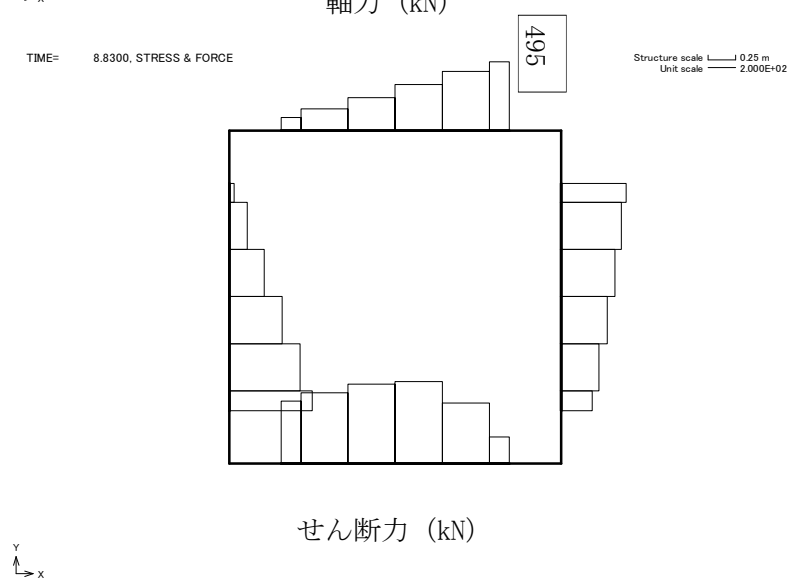 軸力 (kN)
TIME= 8.8300, STRESS & FORCE
495
Structure scale 0.25 m
Unit scale 2.000E+02
せん断力 (kN)
Y
X